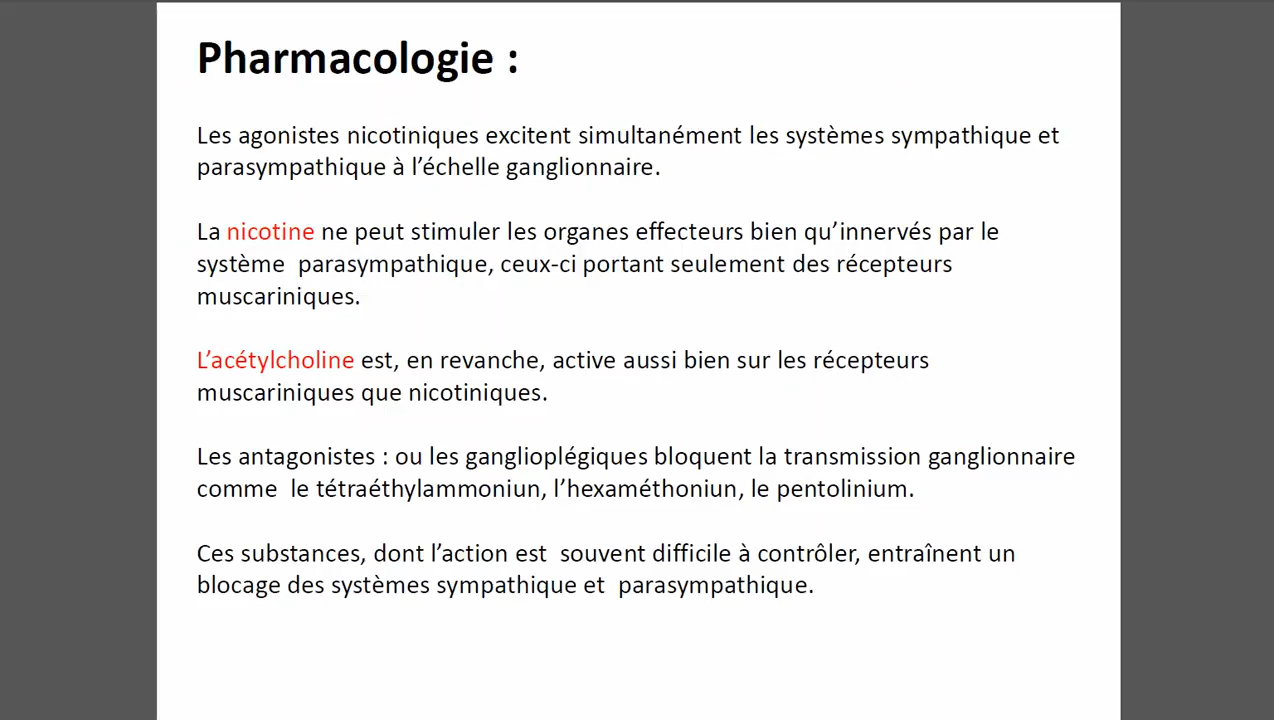 Pharmacologie :
Les agonistes nicotiniques excitent simultanément les systèmes sympathique et
parasympathique à l’échelle ganglionnaire.
La nicotine ne peut stimuler les organes effecteurs bien qu’innervés par le
système  parasympathique, ceux-ci portant seulement des récepteurs
muscariniques.
L’acétylcholine est, en revanche, active aussi bien sur les récepteurs
muscariniques que nicotiniques.
Les antagonistes : ou les ganglioplégiques bloquent la transmission ganglionnaire
comme  le tétraéthylammoniun, l’hexaméthoniun, le pentolinium.
Ces substances, dont l’action est  souvent difficile à contrôler, entraînent un
blocage des systèmes sympathique et  parasympathique.